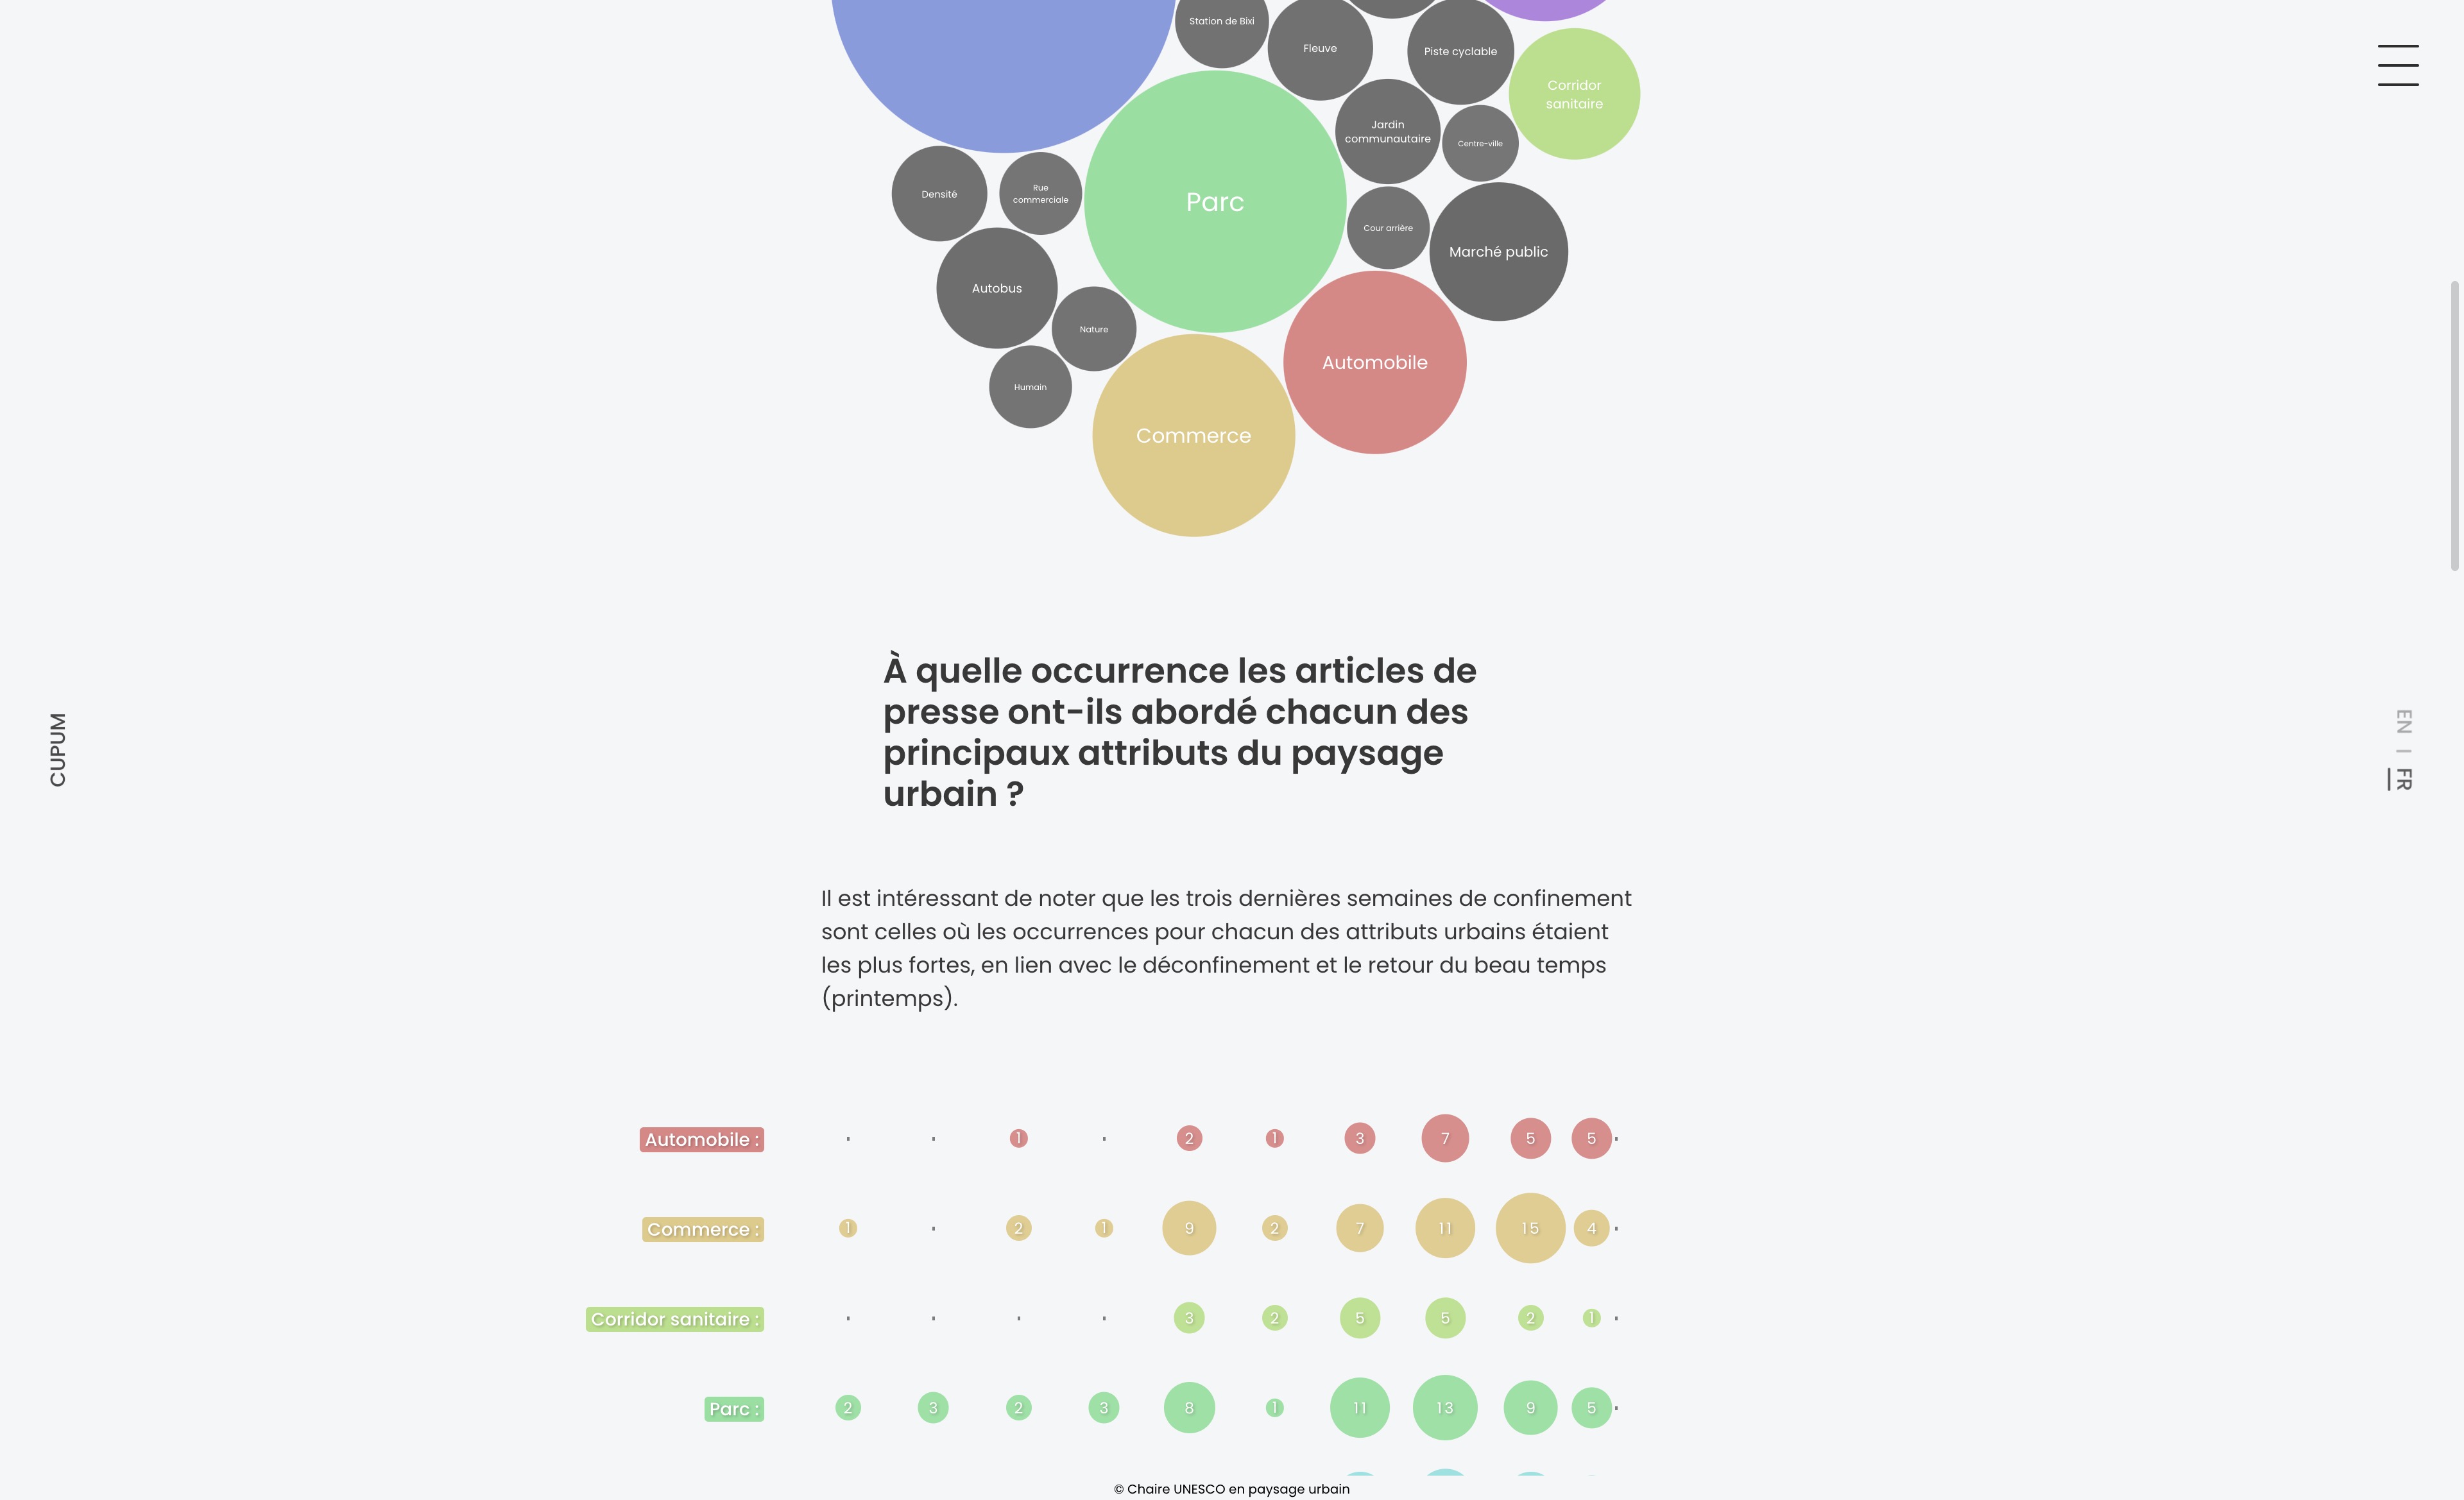 Station de Bixi
Fleuve
Piste cyclable
Corridor
sanitaire
Jardin
communautaire
Centre-ville
Densité
Rue
commerciale
Parc
Cour arrière
Marché public
Autobus
Nature
Automobile
Humain
Commerce
À quelle occurrence les articles de
presse ont-ils abordé chacun des
principaux attributs du paysage
urbain ?
CUPUM
EN | FR
Il est intéressant de noter que les trois dernières semaines de confinement
sont celles où les occurrences pour chacun des attributs urbains étaient
les plus fortes, en lien avec le déconfinement et le retour du beau temps
(printemps).
Automobile : 1 2 1 3 7 5 5
Commerce : 1 2 1 9 2 7 11 15 4
Corridor sanitaire : 3 2 5 5 2 1
Parc : 2 3 2 3 8 1 11 13 9 5
© Chaire UNESCO en paysage urbain